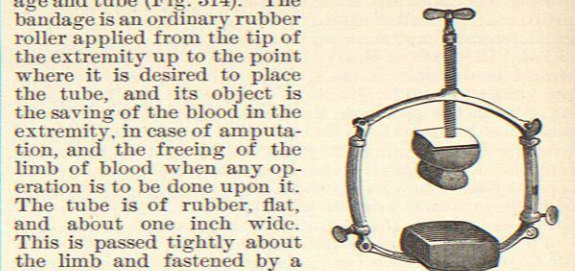 age and tube (Fig. 314). The
bandage is an ordinary rubber
roller applied from the tip of
the extremity up to the point
where it is desired to place
the tube, and its object is
the saving of the blood in the
extremity, in case of amputa-
tion, and the freeing of the
limb of blood when any op-
eration is to be done upon it.
The tube is of rubber, flat,
and about one inch wide.
This is passed tightly about
the limb and fastened by a